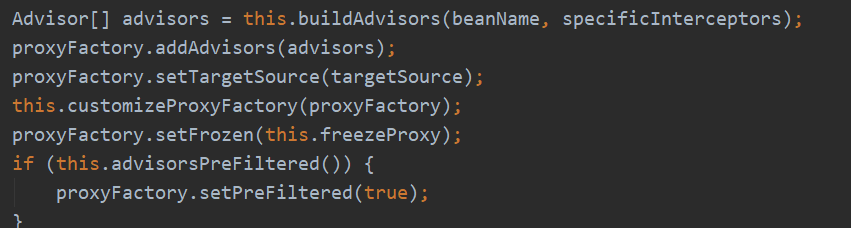 Advisor[] advisors = this.buildAdvisors(beanName, specificInterceptors);
proxyFactory.addAdvisors(advisors);
proxyFactory.setTargetSource(targetSource);
this.customizeProxyFactory(proxyFactory);
proxyFactory.setFrozen(this.freezeProxy);
if (this.advisorsPreFiltered()) {
    proxyFactory.setPreFiltered(true);
}